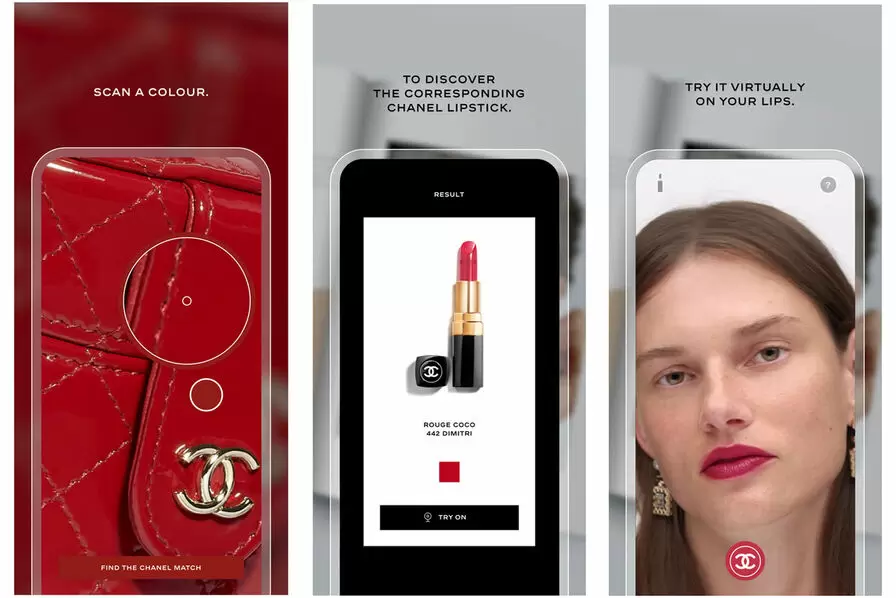 SCAN A COLOUR.
FIND THE CHANEL MATCH
TO DISCOVER
THE CORRESPONDING
CHANEL LIPSTICK.
RESULT
ROUGE COCO
442 DIMITRI
TRY ON
TRY IT VIRTUALLY
ON YOUR LIPS.
?